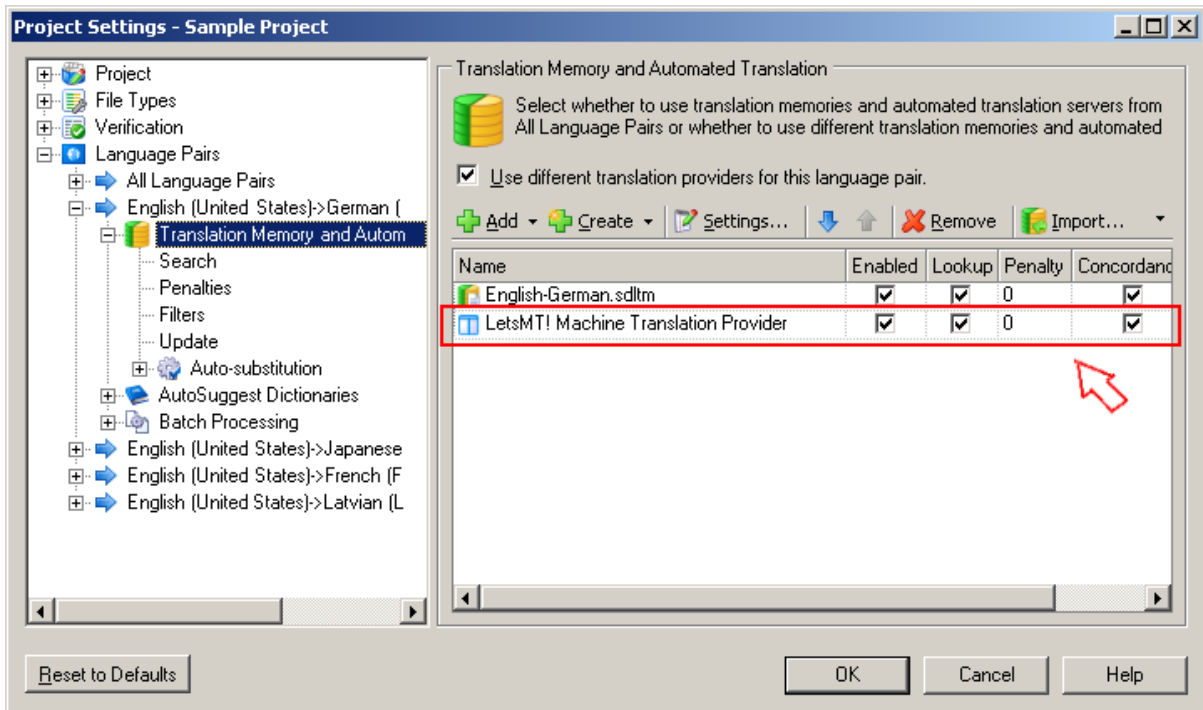 Project Settings - Sample Project
Project
File Types
Verification
Language Pairs
All Language Pairs
English (United States)->German (
Translation Memory and Autom
Search
Penalties
Filters
Update
Auto-substitution
AutoSuggest Dictionaries
Batch Processing
English (United States)->Japanese
English (United States)->French (F
English (United States)->Latvian (L
Translation Memory and Automated Translation
Select whether to use translation memories and automated translation servers from
All Language Pairs or whether to use different translation memories and automated
Use different translation providers for this language pair.
Add Create Settings... Remove Import...
Name Enabled Lookup Penalty Concordanc
English-German.sdltm 0
LetsMT! Machine Translation Provider 0
Reset to Defaults OK Cancel Help